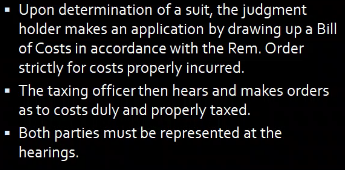 ▪ Upon determination of a suit, the judgment
holder makes an application by drawing up a Bill
of Costs in accordance with the Rem. Order
strictly for costs properly incurred.
▪ The taxing officer then hears and makes orders
as to costs duly and properly taxed.
▪ Both parties must be represented at the
hearings.